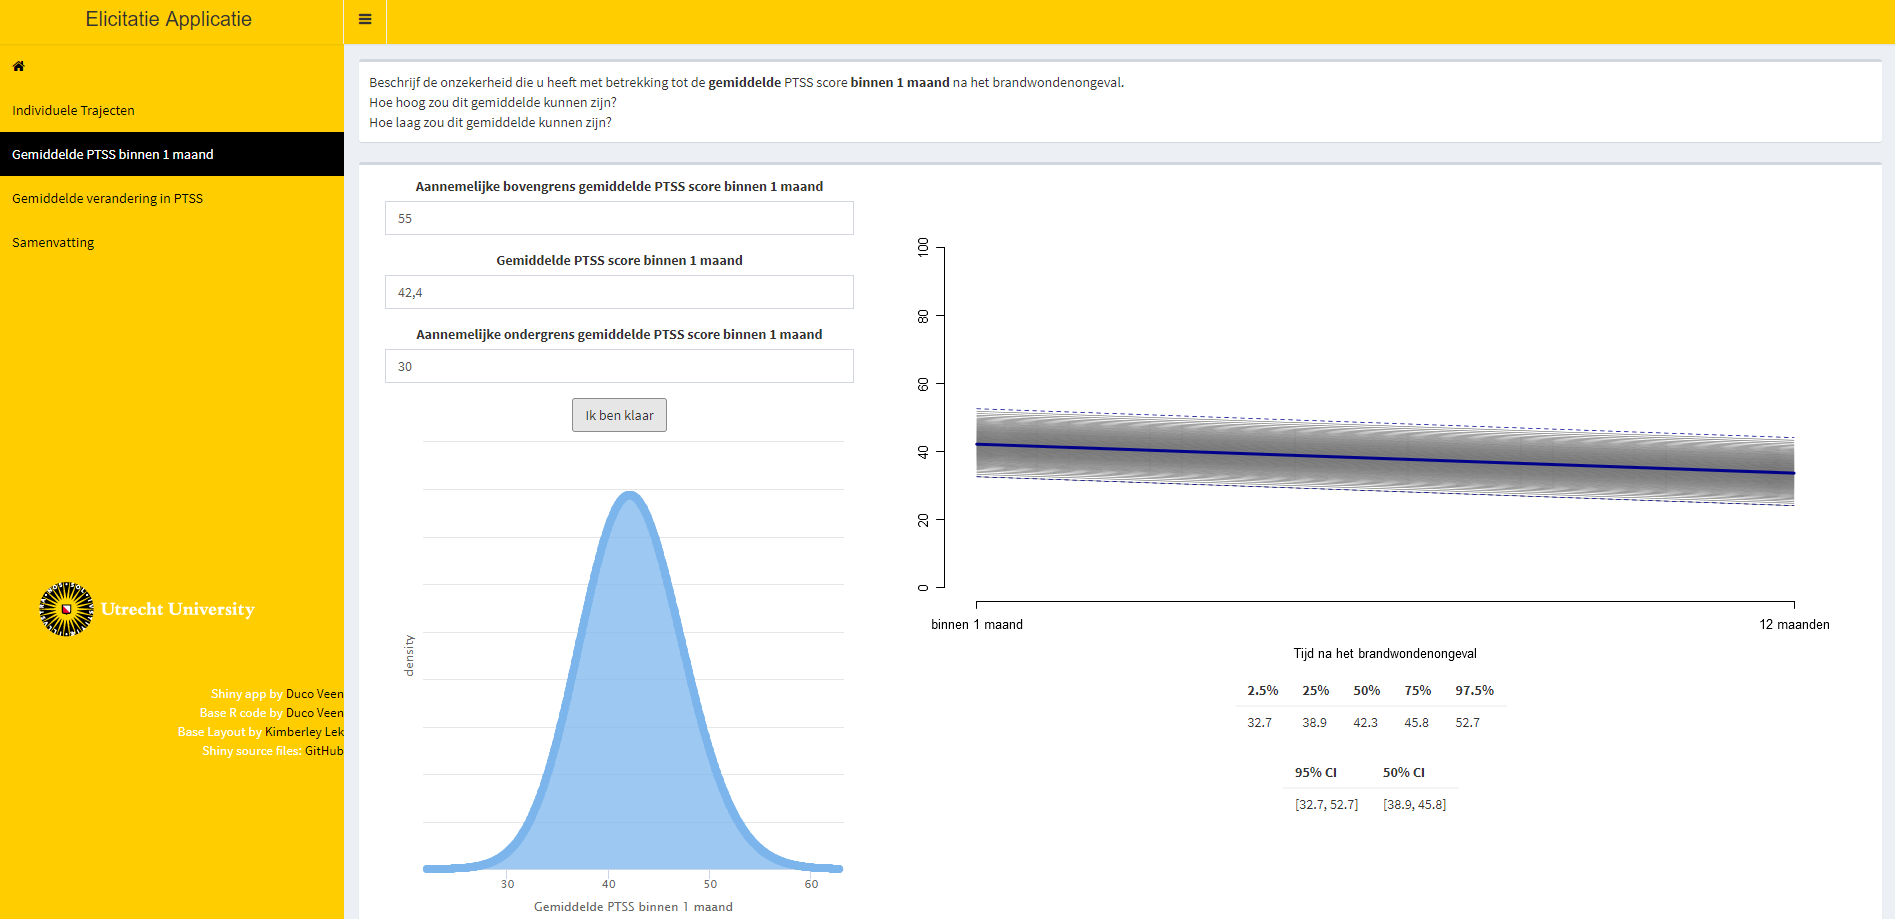 Elicitatie Applicatie
Individuele Trajecten
Gemiddelde PTSS binnen 1 maand
Gemiddelde verandering in PTSS
Samenvatting
Utrecht University
Shiny app by Duco Veen
Base R code by Duco Veen
Base Layout by Kimberley Lek
Shiny source files: GitHub
Beschrijf de onzekerheid die u heeft met betrekking tot de gemiddelde PTSS score binnen 1 maand na het brandwondenongeval.
Hoe hoog zou dit gemiddelde kunnen zijn?
Hoe laag zou dit gemiddelde kunnen zijn?
Aannemelijke bovengrens gemiddelde PTSS score binnen 1 maand
55
Gemiddelde PTSS score binnen 1 maand
42,4
Aannemelijke ondergrens gemiddelde PTSS score binnen 1 maand
30
Ik ben klaar
density
30 40 50 60
Gemiddelde PTSS binnen 1 maand
100
80
60
40
20
0
binnen 1 maand 12 maanden
Tijd na het brandwondenongeval
2.5% 25% 50% 75% 97.5%
32.7 38.9 42.3 45.8 52.7
95% CI 50% CI
[32.7, 52.7] [38.9, 45.8]